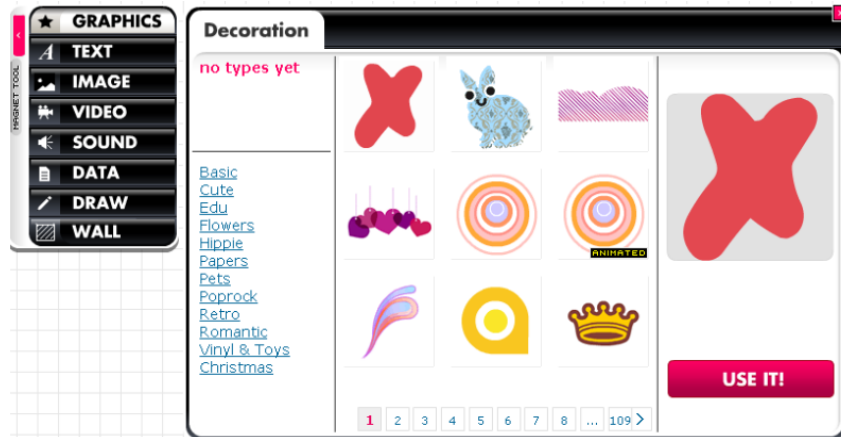 GRAPHICS
TEXT
IMAGE
VIDEO
SOUND
DATA
DRAW
WALL
MAGNET TOOL
Decoration
no types yet
Basic
Cute
Edu
Flowers
Hippie
Papers
Pets
Poprock
Retro
Romantic
Vinyl & Toys
Christmas
ANIMATED
1 2 3 4 5 6 7 8 ... 109 >
USE IT!